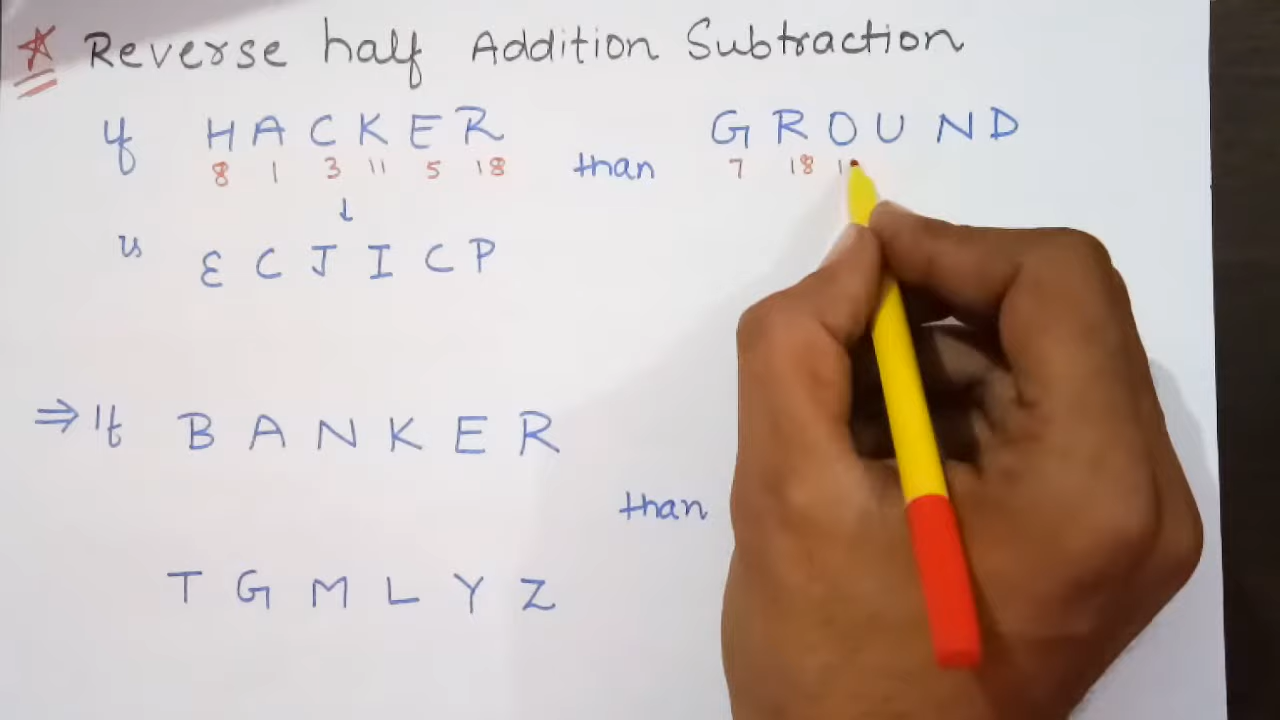 Reverse half Addition Subtraction
If HACKER than GROUND
8 1 3 11 5 18 7 18 1
↓
is ECJICP
⇒ If BANKER
than
TGMLYZ